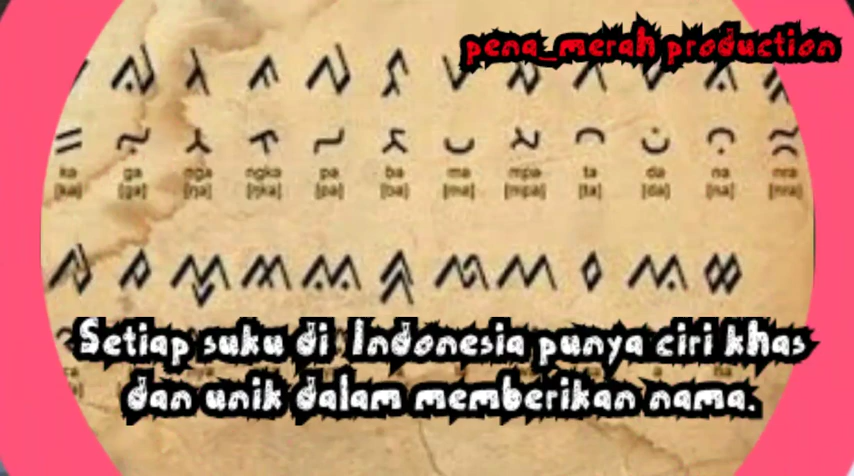 pena_merah production
ᨁ ᨂ ᨃ ᨄ ᨅ ᨆ ᨇ ᨈ ᨉ ᨊ ᨋ
ᨀ ᨁ ᨂ ᨃ ᨄ ᨅ ᨆ ᨇ ᨈ ᨉ ᨊ ᨋ
ka ga nga ngka pa ba ma mpa ta da na nra
[ka] [ga] [ŋa] [ŋka] [pa] [ba] [ma] [mpa] [ta] [da] [na] [nra]
ᨌ ᨍ ᨎ ᨏ ᨐ ᨑ ᨒ ᨓ ᨔ ᨕ ᨖ
Setiap suku di Indonesia punya ciri khas
dan unik dalam memberikan nama.